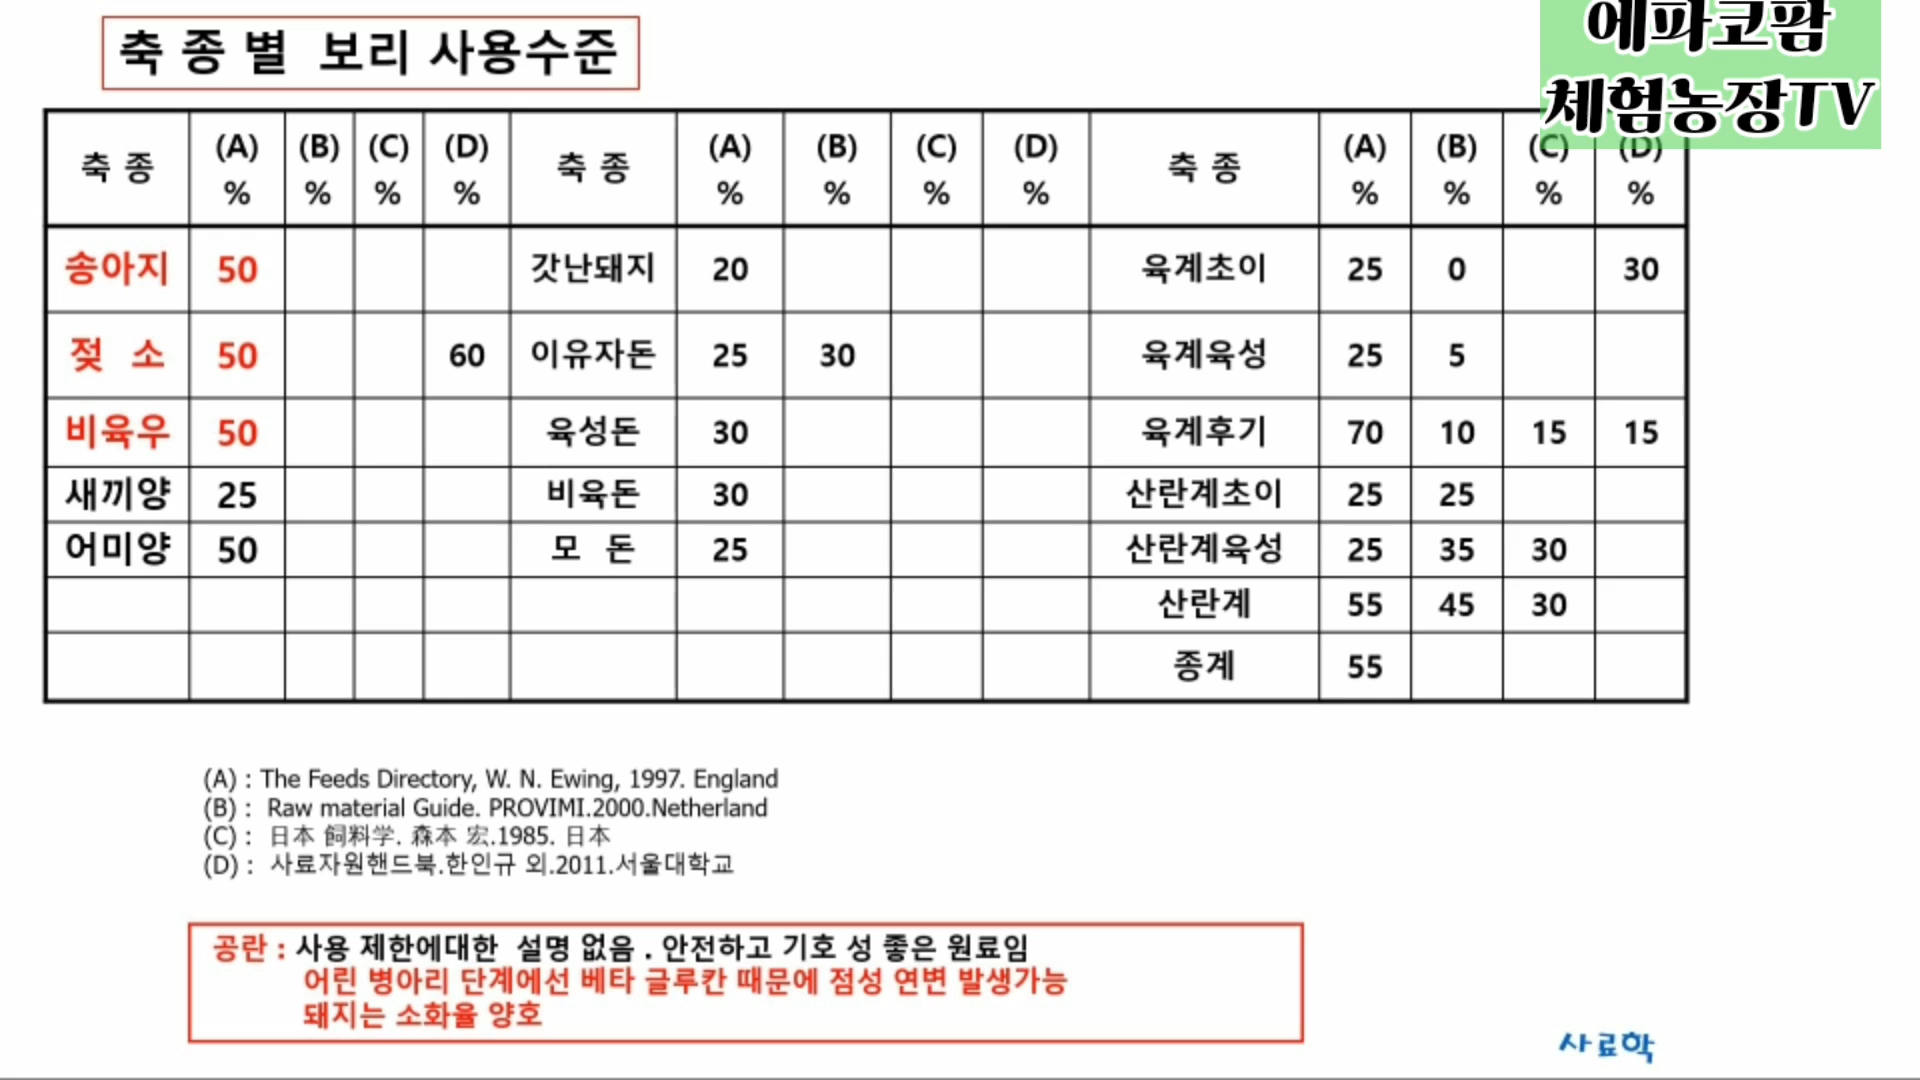 에파코팜
체험농장TV
축 종 별 보리 사용수준
축 종 (A) % (B) % (C) % (D) % 축 종 (A) % (B) % (C) % (D) % 축 종 (A) % (B) % (C) % (D) %
송아지 50 갓난돼지 20 육계초이 25 0 30
젖 소 50 60 이유자돈 25 30 육계육성 25 5
비육우 50 육성돈 30 육계후기 70 10 15 15
새끼양 25 비육돈 30 산란계초이 25 25
어미양 50 모 돈 25 산란계육성 25 35 30
산란계 55 45 30
종계 55
(A) : The Feeds Directory, W. N. Ewing, 1997. England
(B) : Raw material Guide. PROVIMI.2000.Netherland
(C) : 日本 飼料学. 森本 宏.1985. 日本
(D) : 사료자원핸드북.한인규 외.2011.서울대학교
공란 : 사용 제한에대한 설명 없음 . 안전하고 기호 성 좋은 원료임
어린 병아리 단계에선 베타 글루칸 때문에 점성 연변 발생가능
돼지는 소화율 양호
사료학